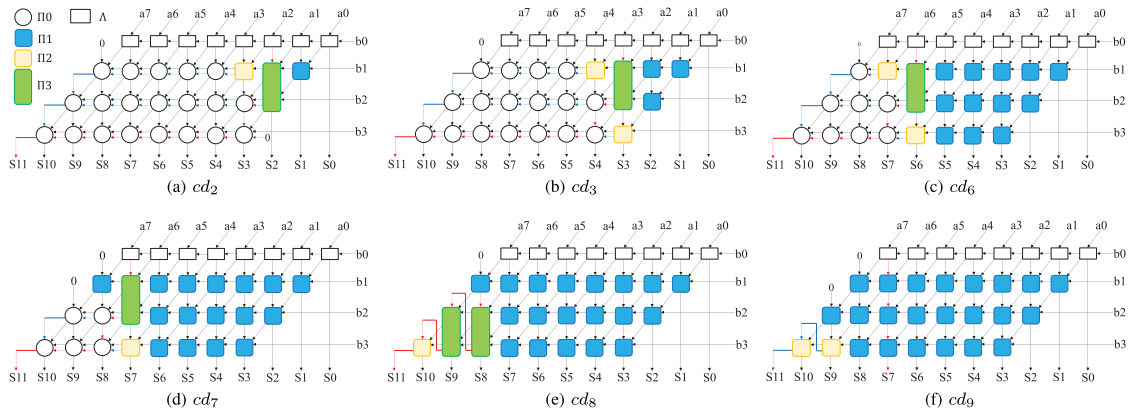 Π0 Λ
Π1
Π2
Π3
a7 a6 a5 a4 a3 a2 a1 a0
0
b0
b1
b2
b3
0
S11 S10 S9 S8 S7 S6 S5 S4 S3 S2 S1 S0
(a) cd2
a7 a6 a5 a4 a3 a2 a1 a0
0
b0
b1
b2
b3
S11 S10 S9 S8 S7 S6 S5 S4 S3 S2 S1 S0
(b) cd3
a7 a6 a5 a4 a3 a2 a1 a0
0
b0
b1
b2
b3
S11 S10 S9 S8 S7 S6 S5 S4 S3 S2 S1 S0
(c) cd6
a7 a6 a5 a4 a3 a2 a1 a0
0
b0
0
b1
b2
b3
S11 S10 S9 S8 S7 S6 S5 S4 S3 S2 S1 S0
(d) cd7
a7 a6 a5 a4 a3 a2 a1 a0
0
b0
b1
b2
b3
S11 S10 S9 S8 S7 S6 S5 S4 S3 S2 S1 S0
(e) cd8
a7 a6 a5 a4 a3 a2 a1 a0
0
b0
0
b1
b2
b3
S11 S10 S9 S8 S7 S6 S5 S4 S3 S2 S1 S0
(f) cd9